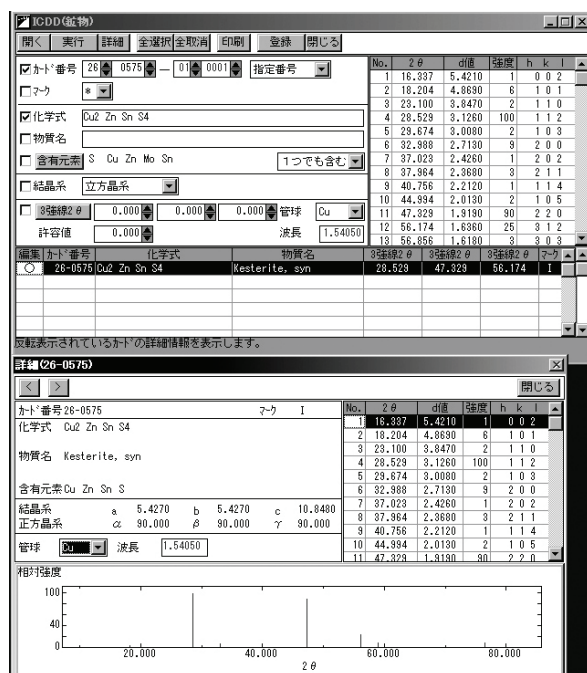 ICDD(鉱物)
開く 実行 詳細 全選択 全取消 印刷 登録 閉じる
カード番号 26 0575 — 01 0001 指定番号
マーク *
化学式 Cu2 Zn Sn S4
物質名
含有元素 S Cu Zn Mo Sn 1つでも含む
結晶系 立方晶系
3強線2θ 0.000 0.000 0.000 管球 Cu
許容値 0.000 波長 1.54050
No. 2θ d値 強度 h k l
1 16.337 5.4210 1 0 0 2
2 18.204 4.8690 6 1 0 1
3 23.100 3.8470 2 1 1 0
4 28.529 3.1260 100 1 1 2
5 29.674 3.0080 2 1 0 3
6 32.988 2.7130 9 2 0 0
7 37.023 2.4260 1 2 0 2
8 37.964 2.3680 3 2 1 1
9 40.756 2.2120 1 1 1 4
10 44.994 2.0130 2 1 0 5
11 47.329 1.9190 90 2 2 0
12 56.174 1.6360 25 3 1 2
13 56.856 1.6180 3 3 0 3
編集 カード番号 化学式 物質名 3強線2θ 3強線2θ 3強線2θ マーク
○ 26-0575 Cu2 Zn Sn S4 Kesterite, syn 28.529 47.329 56.174 I
反転表示されているカードの詳細情報を表示します。
詳細(26-0575)
< > 閉じる
カード番号 26-0575 マーク I
化学式 Cu2 Zn Sn S4
物質名 Kesterite, syn
含有元素 Cu Zn Sn S
結晶系 a 5.4270 b 5.4270 c 10.8480
正方晶系 α 90.000 β 90.000 γ 90.000
管球 Cu 波長 1.54050
No. 2θ d値 強度 h k l
1 16.337 5.4210 1 0 0 2
2 18.204 4.8690 6 1 0 1
3 23.100 3.8470 2 1 1 0
4 28.529 3.1260 100 1 1 2
5 29.674 3.0080 2 1 0 3
6 32.988 2.7130 9 2 0 0
7 37.023 2.4260 1 2 0 2
8 37.964 2.3680 3 2 1 1
9 40.756 2.2120 1 1 1 4
10 44.994 2.0130 2 1 0 5
11 47.329 1.9190 90 2 2 0
相対強度
100
40
0
20.000 40.000 60.000 80.000
2θ